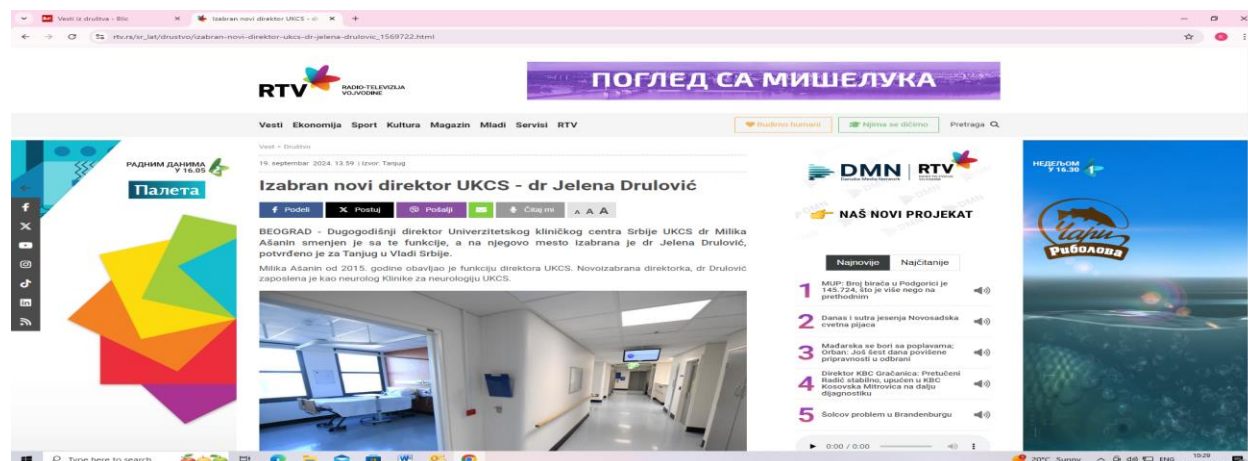 Vesti iz društva - Blic
Izabran novi direktor UKCS - dr
rtv.rs/sr_lat/drustvo/izabran-novi-direktor-ukcs-dr-jelena-drulovic_1569722.html
RTV RADIO-TELEVIZIJA
VOJVODINE
ПОГЛЕД СА МИШЕЛУКА
Vesti Ekonomija Sport Kultura Magazin Mladi Servisi RTV
Budimo humani
Njima se dičimo
Pretraga
РАДНИМ ДАНИМА
У 16.05
2
Палета
Vesti > Društvo
19. septembar 2024. 13.59 | Izvor: Tanjug
Izabran novi direktor UKCS - dr Jelena Drulović
Podeli
Postuj
Pošalji
Čitaj mi
A A A
BEOGRAD - Dugogodišnji direktor Univerzitetskog kliničkog centra Srbije UKCS dr Milika
Ašanin smenjen je sa te funkcije, a na njegovo mesto izabrana je dr Jelena Drulović,
potvrđeno je za Tanjug u Vladi Srbije.
Milika Ašanin od 2015. godine obavljao je funkciju direktora UKCS. Novoizabrana direktorka, dr Drulović
zaposlena je kao neurolog Klinike za neurologiju UKCS.
DMN RTV
NAŠ NOVI PROJEKAT
Najnovije
Najčitanije
1 MUP: Broj birača u Podgorici je
145.724, što je više nego na
prethodnim
2 Danas i sutra jesenja Novosadska
cvetna pijaca
3 Mađarska se bori sa poplavama;
Orban: Još šest dana povišene
pripravnosti u odbrani
4 Direktor KBC Gračanica: Pretučeni
Radić stabilno, upućen u KBC
Kosovska Mitrovica na dalju
dijagnostiku
5 Šolcov problem u Brandenburgu
0:00 / 0:00
НЕДЕЉОМ
У 16.30
1
Чари
Риболова
Type here to search
20°C Sunny
ENG
10:29